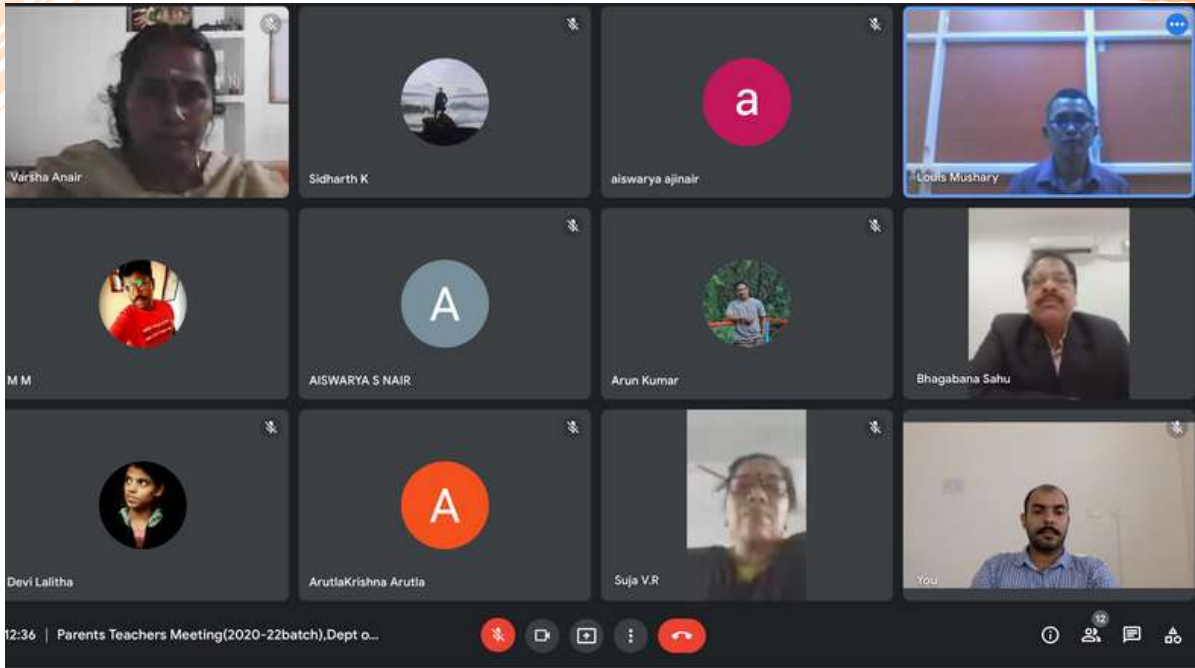 Varsha Anair
Sidharth K
a
aiswarya ajinair
Louis Mushary
M M
A
AISWARYA S NAIR
Arun Kumar
Bhagabana Sahu
Devi Lalitha
A
ArutlaKrishna Arutla
Suja V.R
You
12:36 | Parents Teachers Meeting(2020-22batch),Dept o...
12